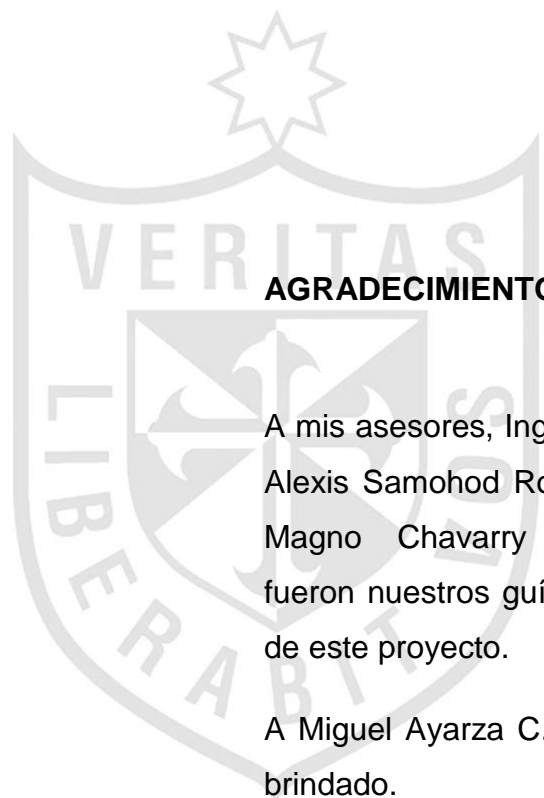 VERITAS
LIBERABIT VOS
AGRADECIMIENTO
A mis asesores, Ing
Alexis Samohod Ro
Magno Chavarry
fueron nuestros guí
de este proyecto.
A Miguel Ayarza C.
brindado.